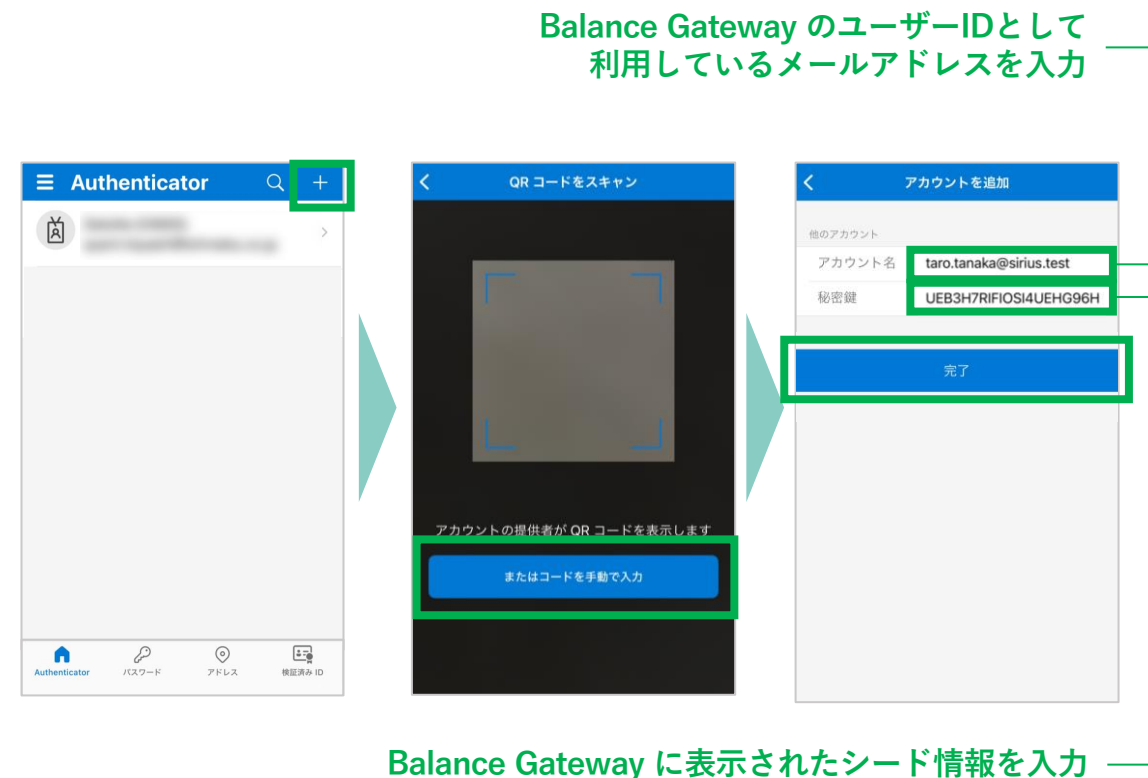 Balance Gateway のユーザーIDとして
利用しているメールアドレスを入力
Authenticator
Authenticator
パスワード
アドレス
検証済み ID
QR コードをスキャン
アカウントの提供者が QR コードを表示します
またはコードを手動で入力
アカウントを追加
他のアカウント
アカウント名 taro.tanaka@sirius.test
秘密鍵 UEB3H7RIFIOSI4UEHG96H
完了
Balance Gateway に表示されたシード情報を入力